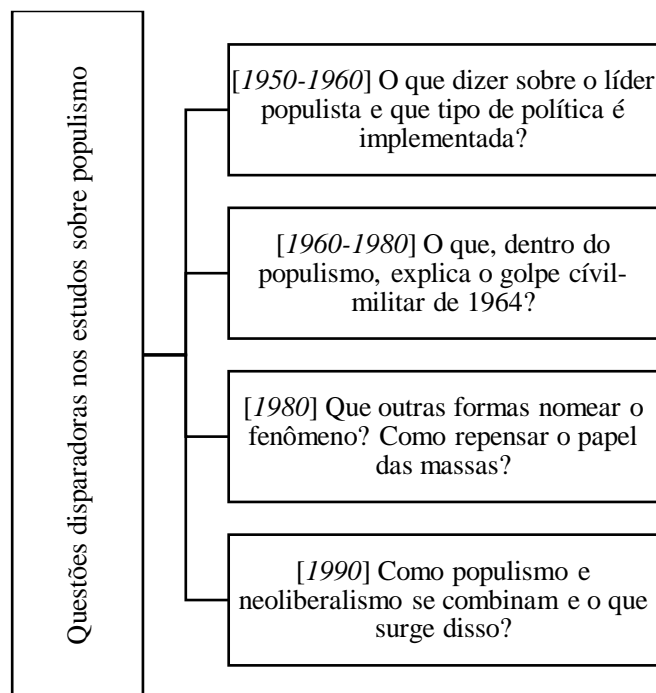 Questões disparadoras nos estudos sobre populismo
[1950-1960] O que dizer sobre o líder
populista e que tipo de política é
implementada?
[1960-1980] O que, dentro do
populismo, explica o golpe cívil-
militar de 1964?
[1980] Que outras formas nomear o
fenômeno? Como repensar o papel
das massas?
[1990] Como populismo e
neoliberalismo se combinam e o que
surge disso?